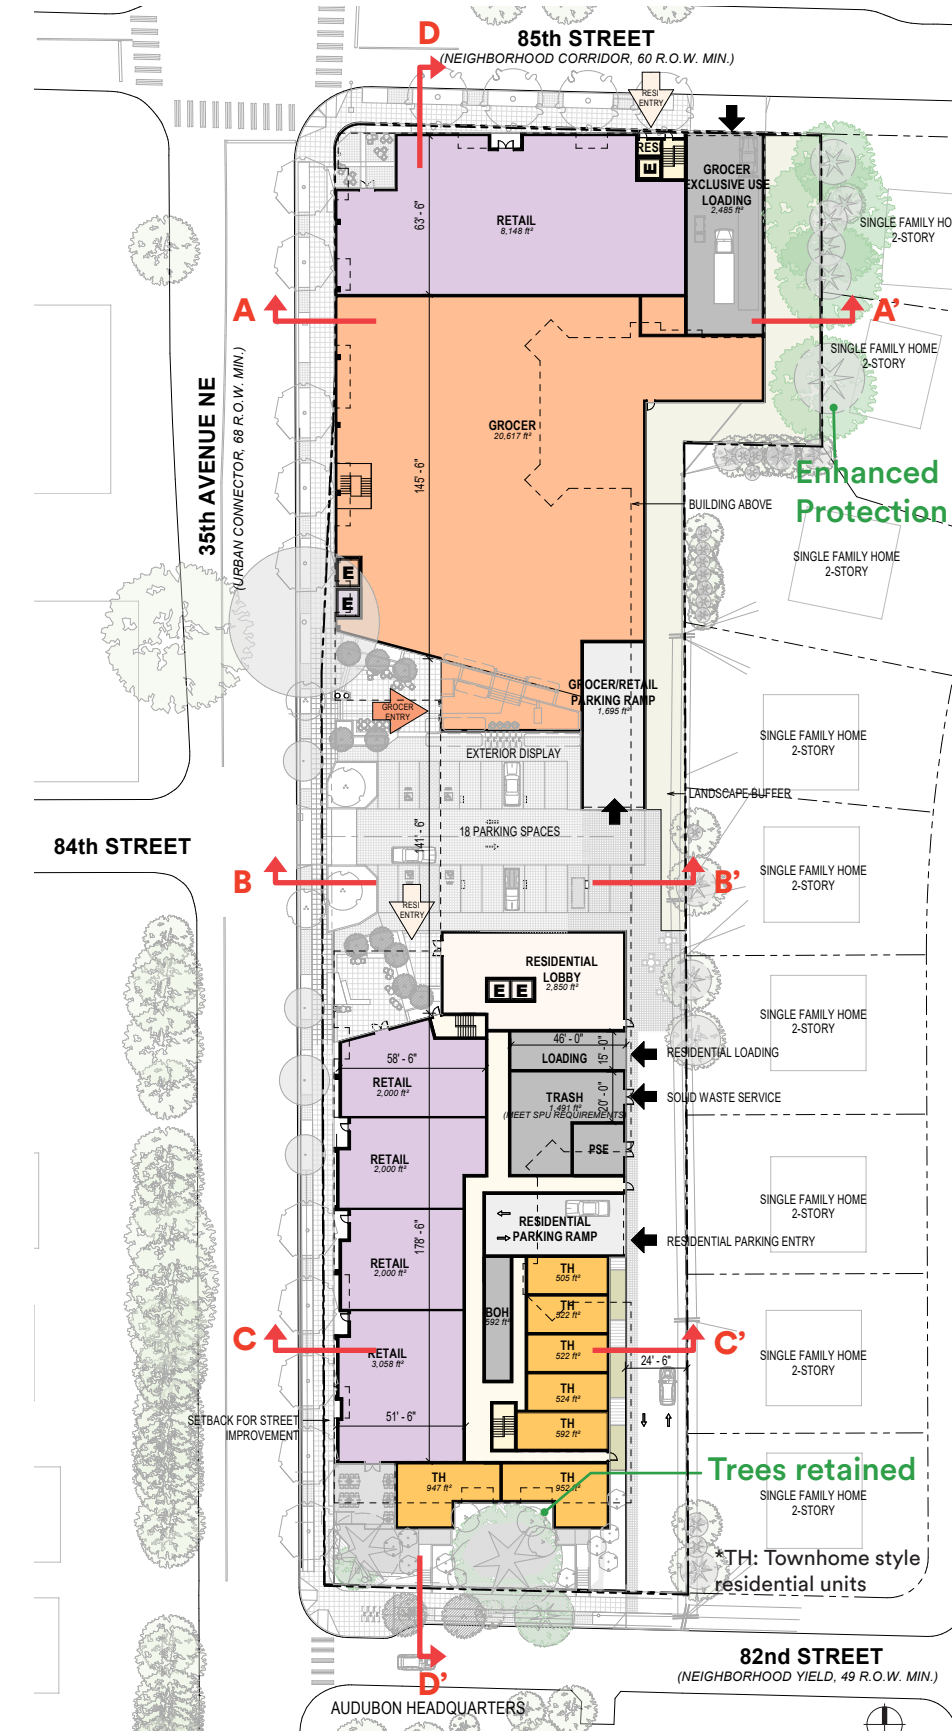 D
85th STREET
(NEIGHBORHOOD CORRIDOR, 60 R.O.W. MIN.)
RESI
ENTRY
RES
E
GROCER
EXCLUSIVE USE
LOADING
2,485 ft²
RETAIL
8,148 ft²
63' - 6"
SINGLE FAMILY HO
2-STORY
A
A'
SINGLE FAMILY HOME
2-STORY
35th AVENUE NE
(URBAN CONNECTOR, 68 R.O.W. MIN.)
GROCER
20,617 ft²
145' - 6"
Enhanced
Protection
BUILDING ABOVE
SINGLE FAMILY HOME
2-STORY
E
E
GROCER/RETAIL
PARKING RAMP
1,695 ft²
GROCER
ENTRY
SINGLE FAMILY HOME
2-STORY
EXTERIOR DISPLAY
LANDSCAPE BUFFER
18 PARKING SPACES
141' - 6"
84th STREET
B
B'
SINGLE FAMILY HOME
2-STORY
RESI
ENTRY
RESIDENTIAL
LOBBY
2,850 ft²
E E
SINGLE FAMILY HOME
2-STORY
46' - 0"
15' - 0"
LOADING
RESIDENTIAL LOADING
58' - 6"
RETAIL
2,000 ft²
TRASH
1,491 ft²
(MEET SPU REQUIREMENTS)
20' - 0"
SOLID WASTE SERVICE
PSE
RETAIL
2,000 ft²
SINGLE FAMILY HOME
2-STORY
RESIDENTIAL
PARKING RAMP
RESIDENTIAL PARKING ENTRY
178' - 6"
RETAIL
2,000 ft²
TH
505 ft²
BOH
592 ft²
TH
522 ft²
C
C'
RETAIL
3,058 ft²
TH
522 ft²
24' - 6"
SINGLE FAMILY HOME
2-STORY
TH
524 ft²
51' - 6"
SETBACK FOR STREET
IMPROVEMENT
TH
592 ft²
TH
947 ft²
TH
952 ft²
Trees retained
SINGLE FAMILY HOME
2-STORY
*TH: Townhome style
residential units
D'
82nd STREET
(NEIGHBORHOOD YIELD, 49 R.O.W. MIN.)
AUDUBON HEADQUARTERS